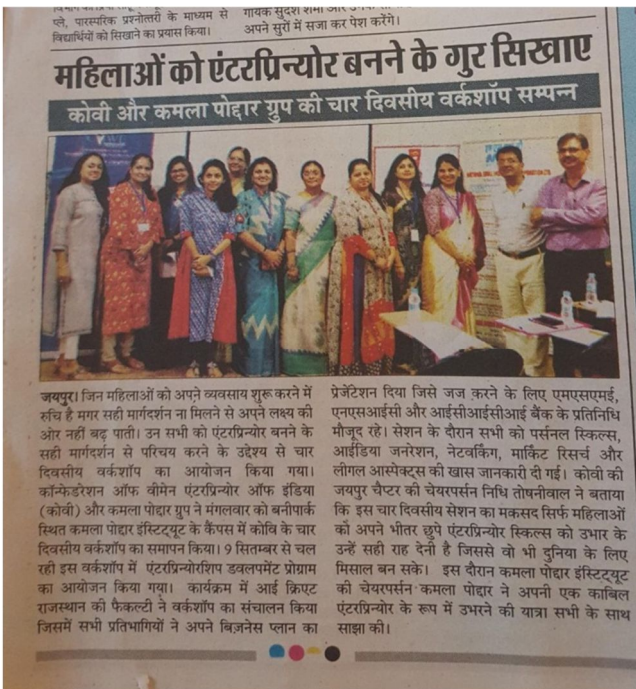 प्ले, पारस्परिक प्रश्नोत्तरी के माध्यम से
विद्यार्थियों को सिखाने का प्रयास किया।
गायक सुदेश शर्मा और उनके
अपने सुरों में सजा कर पेश करेंगे।
महिलाओं को एंटरप्रिन्योर बनने के गुर सिखाए
कोवी और कमला पोद्दार ग्रुप की चार दिवसीय वर्कशॉप सम्पन्न
जयपुर। जिन महिलाओं को अपने व्यवसाय शुरू करने में
रुचि है मगर सही मार्गदर्शन ना मिलने से अपने लक्ष्य की
ओर नहीं बढ़ पाती। उन सभी को एंटरप्रिन्योर बनने के
सही मार्गदर्शन से परिचय करने के उद्देश्य से चार
दिवसीय वर्कशॉप का आयोजन किया गया।
कॉन्फेडरेशन ऑफ वीमेन एंटरप्रिन्योर ऑफ इंडिया
(कोवी) और कमला पोद्दार ग्रुप ने मंगलवार को बनीपार्क
स्थित कमला पोद्दार इंस्टिट्यूट के कैंपस में कोवि के चार
दिवसीय वर्कशॉप का समापन किया। 9 सितम्बर से चल
रही इस वर्कशॉप में एंटरप्रिन्योरशिप डवलपमेंट प्रोग्राम
का आयोजन किया गया। कार्यक्रम में आई क्रिएट
राजस्थान की फैकल्टी ने वर्कशॉप का संचालन किया
जिसमें सभी प्रतिभागियों ने अपने बिज़नेस प्लान का
प्रेजेंटेशन दिया जिसे जज करने के लिए एमएसएमई,
एनएसआईसी और आईसीआईसीआई बैंक के प्रतिनिधि
मौजूद रहे। सेशन के दौरान सभी को पर्सनल स्किल्स,
आईडिया जनरेशन, नेटवर्किंग, मार्किट रिसर्च और
लीगल आस्पेक्ट्स की खास जानकारी दी गई। कोवी की
जयपुर चैप्टर की चेयरपर्सन निधि तोषनीवाल ने बताया
कि इस चार दिवसीय सेशन का मकसद सिर्फ महिलाओं
को अपने भीतर छुपे एंटरप्रिन्योर स्किल्स को उभार के
उन्हें सही राह देनी है जिससे वो भी दुनिया के लिए
मिसाल बन सके। इस दौरान कमला पोद्दार इंस्टिट्यूट
की चेयरपर्सन कमला पोद्दार ने अपनी एक काबिल
एंटरप्रिन्योर के रूप में उभरने की यात्रा सभी के साथ
साझा की।